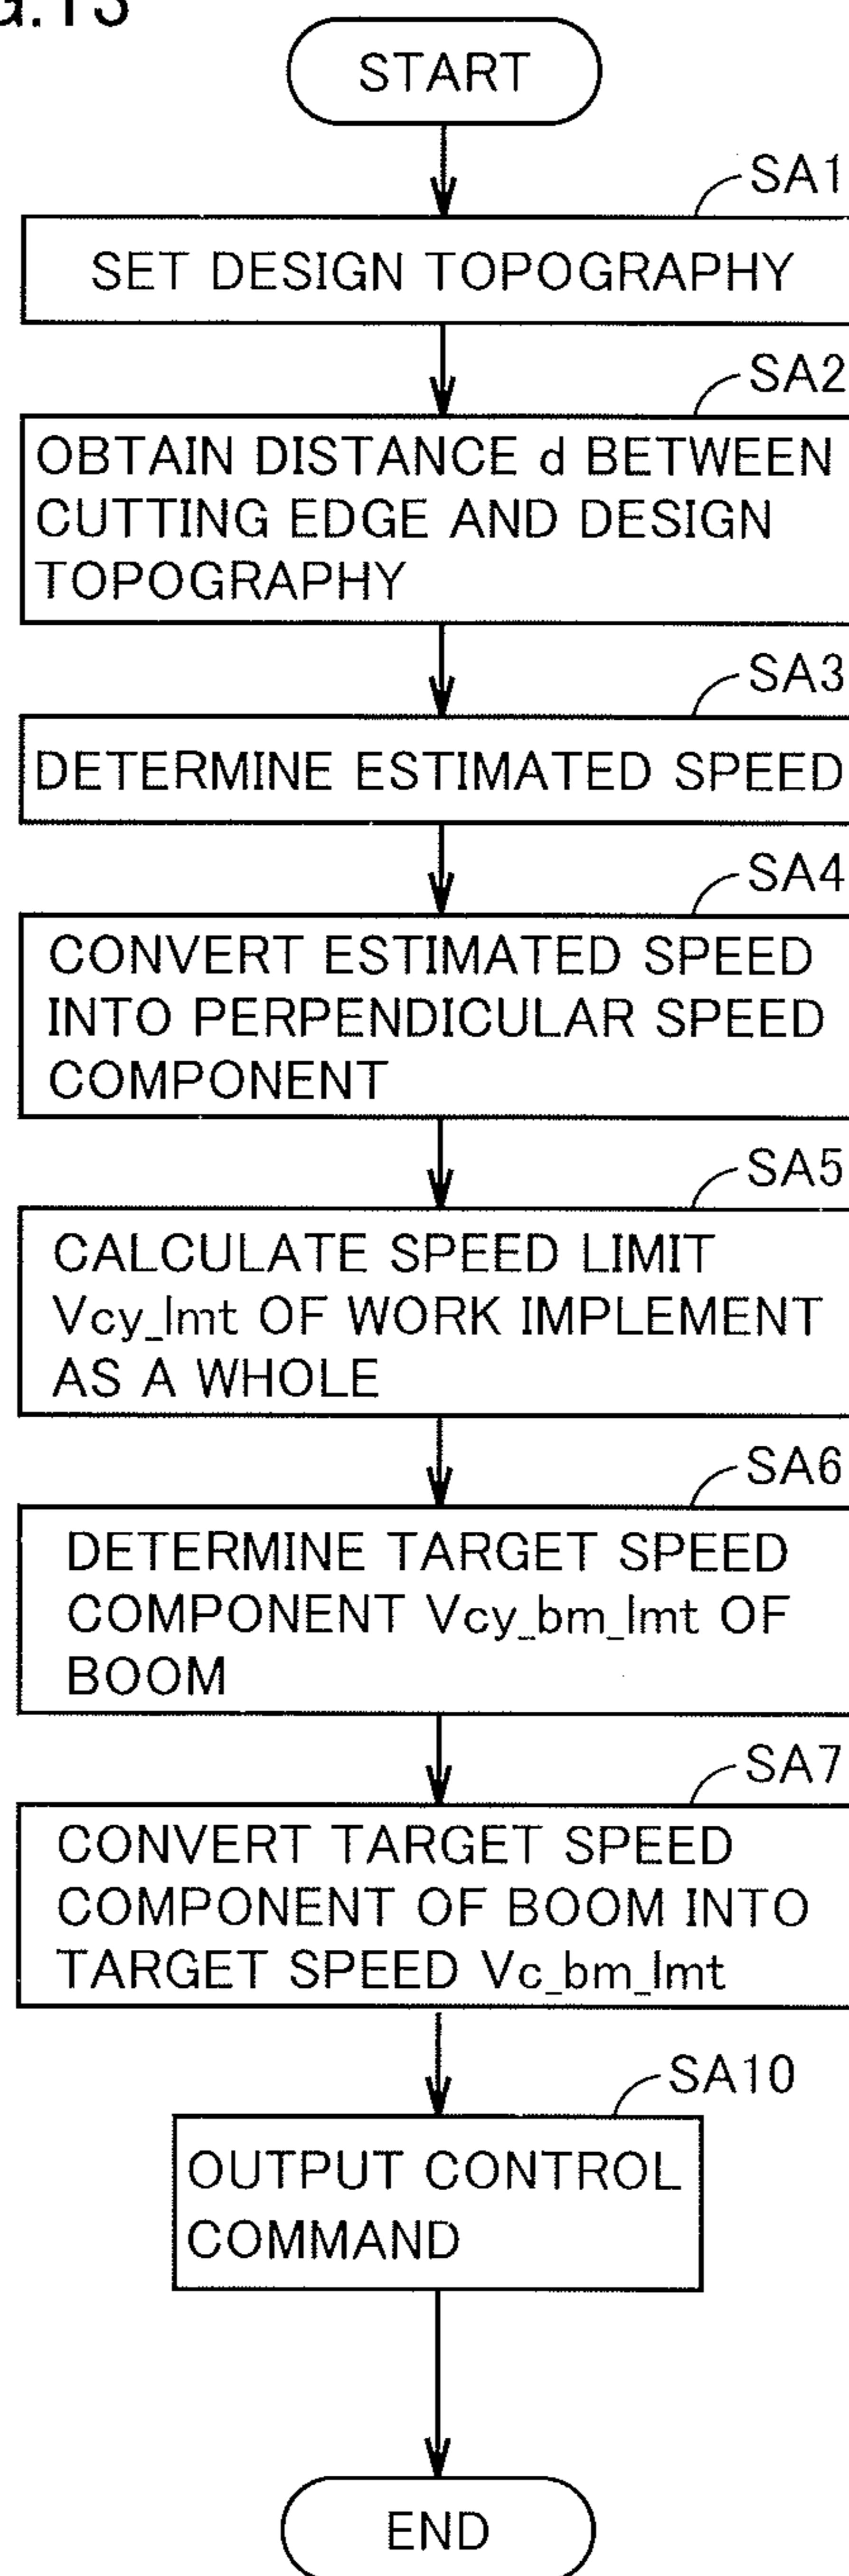 G.13
START
SA1
SET DESIGN TOPOGRAPHY
SA2
OBTAIN DISTANCE d BETWEEN
CUTTING EDGE AND DESIGN
TOPOGRAPHY
SA3
DETERMINE ESTIMATED SPEED
SA4
CONVERT ESTIMATED SPEED
INTO PERPENDICULAR SPEED
COMPONENT
SA5
CALCULATE SPEED LIMIT
Vcy_lmt OF WORK IMPLEMENT
AS A WHOLE
SA6
DETERMINE TARGET SPEED
COMPONENT Vcy_bm_lmt OF
BOOM
SA7
CONVERT TARGET SPEED
COMPONENT OF BOOM INTO
TARGET SPEED Vc_bm_lmt
SA10
OUTPUT CONTROL
COMMAND
END